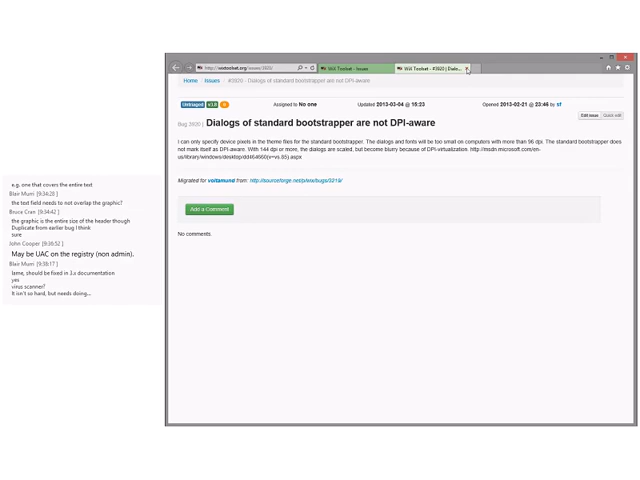 http://wixtoolset.org/issues/3920/
WiX Toolset - Issues
WiX Toolset - #3920 | Dialo...
Home / Issues / #3920 - Dialogs of standard bootstrapper are not DPI-aware
Untriaged v3.8
Assigned to No one
Updated 2013-03-04 @ 15:23
Opened 2013-02-21 @ 23:46 by sf
Edit issue Quick edit
Bug 3920 | Dialogs of standard bootstrapper are not DPI-aware
I can only specify device pixels in the theme files for the standard bootstrapper. The dialogs and fonts will be too small on computers with more than 96 dpi. The standard bootstrapper does
not mark itself as DPI-aware. With 144 dpi or more, the dialogs are scaled, but become blurry because of DPI-virtualization. http://msdn.microsoft.com/en-
us/library/windows/desktop/dd464660(v=vs.85).aspx
Migrated for voltamund from:
No comments.
Add a Comment
e.g. one that covers the entire text
Blair Murri [9:34:28]
the text field needs to not overlap the graphic?
Bruce Cran [9:34:42]
the graphic is the entire size of the header though
Duplicate from earlier bug I think
sure
John Cooper [9:36:52]
May be UAC on the registry (non admin).
Blair Murri [9:38:17]
should be fixed in 3.x documentation
yes
virus scanner?
It isn't so hard, but needs doing...